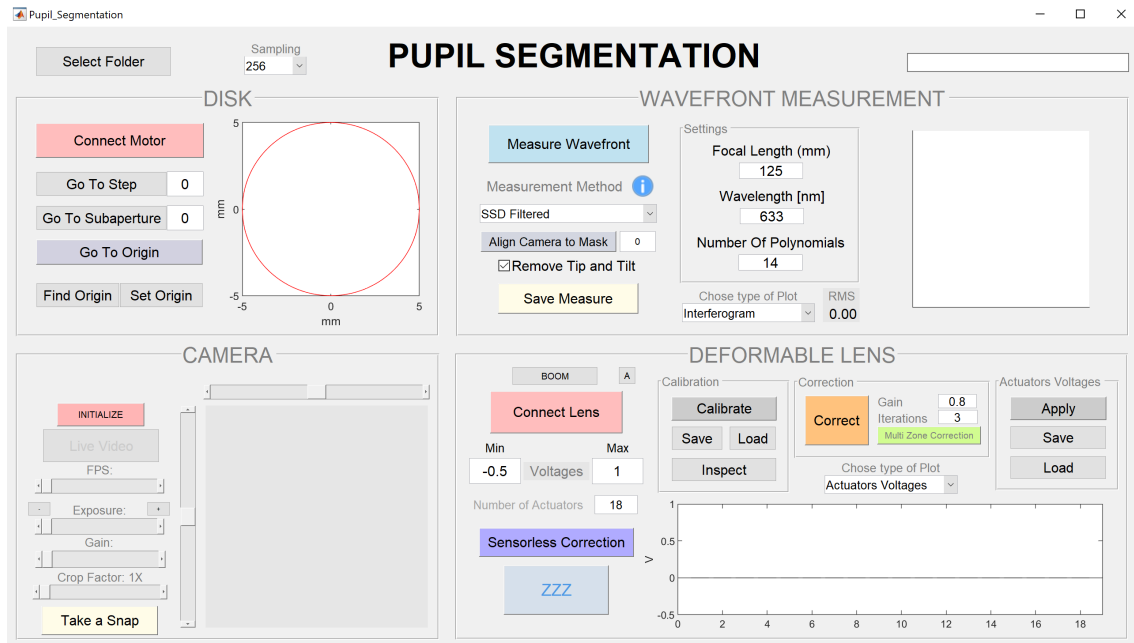 Pupil_Segmentation
Select Folder
Sampling
256
PUPIL SEGMENTATION
DISK
Connect Motor
Go To Step 0
Go To Subaperture 0
Go To Origin
Find Origin Set Origin
5
0
-5
mm
-5 0 5
mm
WAVEFRONT MEASUREMENT
Measure Wavefront
Measurement Method i
SSD Filtered
Align Camera to Mask 0
Remove Tip and Tilt
Save Measure
Settings
Focal Length (mm)
125
Wavelength [nm]
633
Number Of Polynomials
14
Chose type of Plot
Interferogram
RMS
0.00
CAMERA
INITIALIZE
Live Video
FPS:
- Exposure: +
Gain:
Crop Factor: 1X
Take a Snap
DEFORMABLE LENS
BOOM A
Connect Lens
Min Max
-0.5 Voltages 1
Number of Actuators 18
Sensorless Correction
ZZZ
Calibration
Calibrate
Save Load
Inspect
Correction
Correct
Gain 0.8
Iterations 3
Multi Zone Correction
Chose type of Plot
Actuators Voltages
Actuators Voltages
Apply
Save
Load
1
0.5
0
-0.5
V
0 2 4 6 8 10 12 14 16 18